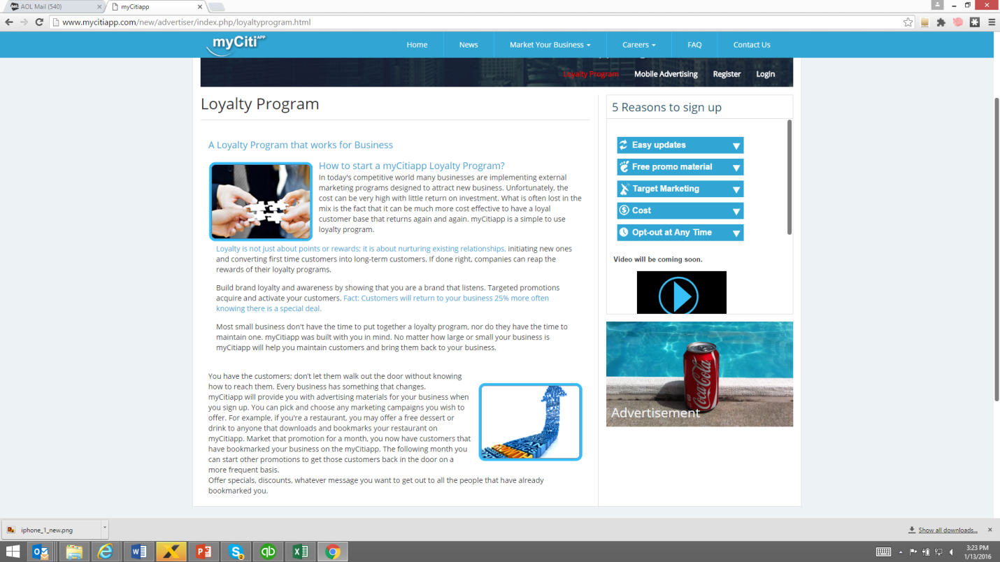 AOL Mail (540)
myCitiapp
www.mycitiapp.com/new/advertiser/index.php/loyaltyprogram.html
myCiti APP
Home
News
Market Your Business
Careers
FAQ
Contact Us
Loyalty Program
Mobile Advertising
Register
Login
Loyalty Program
A Loyalty Program that works for Business
How to start a myCitiapp Loyalty Program?
In today's competitive world many businesses are implementing external
marketing programs designed to attract new business. Unfortunately, the
cost can be very high with little return on investment. What is often lost in the
mix is the fact that it can be much more cost effective to have a loyal
customer base that returns again and again. myCitiapp is a simple to use
loyalty program.
Loyalty is not just about points or rewards; it is about nurturing existing relationships, initiating new ones
and converting first time customers into long-term customers. If done right, companies can reap the
rewards of their loyalty programs.
Build brand loyalty and awareness by showing that you are a brand that listens. Targeted promotions
acquire and activate your customers. Fact: Customers will return to your business 25% more often
knowing there is a special deal.
Most small business don't have the time to put together a loyalty program, nor do they have the time to
maintain one. myCitiapp was built with you in mind. No matter how large or small your business is
myCitiapp will help you maintain customers and bring them back to your business.
You have the customers; don’t let them walk out the door without knowing
how to reach them. Every business has something that changes.
myCitiapp will provide you with advertising materials for your business when
you sign up. You can pick and choose any marketing campaigns you wish to
offer. For example, if you're a restaurant, you may offer a free dessert or
drink to anyone that downloads and bookmarks your restaurant on
myCitiapp. Market that promotion for a month, you now have customers that
have bookmarked your business on the myCitiapp. The following month you
can start other promotions to get those customers back in the door on a
more frequent basis.
Offer specials, discounts, whatever message you want to get out to all the people that have already
bookmarked you.
5 Reasons to sign up
Easy updates
Free promo material
Target Marketing
Cost
Opt-out at Any Time
Video will be coming soon.
Coca-Cola
Advertisement
iphone_1_new.png
Show all downloads...
3:23 PM
1/13/2016